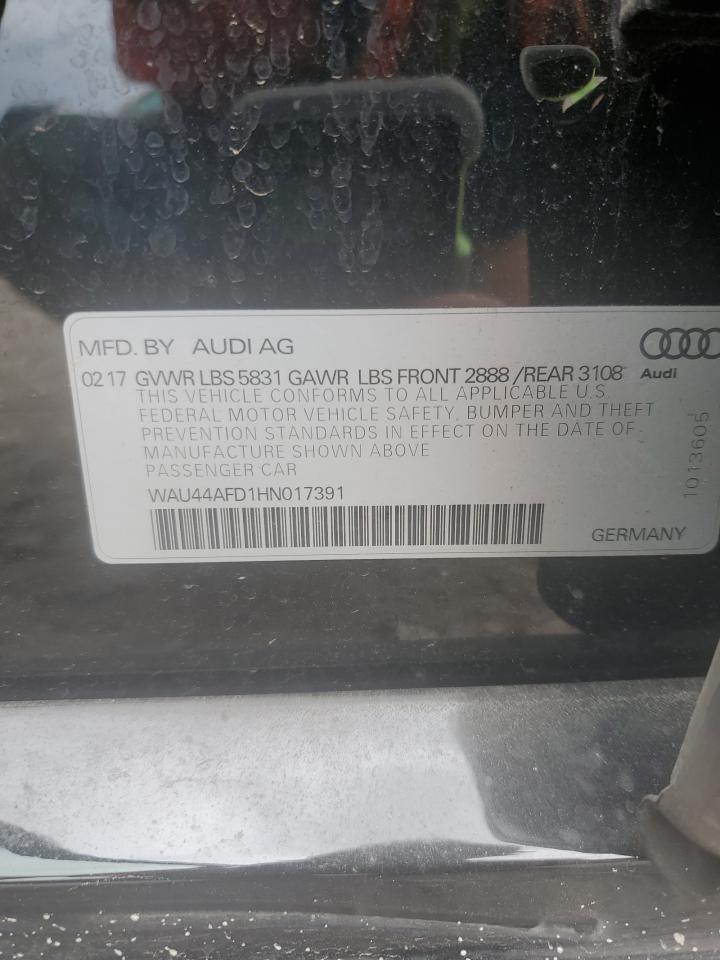 MFD. BY AUDI AG
02 17 GVWR LBS 5831 GAWR LBS FRONT 2888 /REAR 3108
Audi
THIS VEHICLE CONFORMS TO ALL APPLICABLE U.S.
FEDERAL MOTOR VEHICLE SAFETY, BUMPER AND THEFT
PREVENTION STANDARDS IN EFFECT ON THE DATE OF
MANUFACTURE SHOWN ABOVE
PASSENGER CAR
WAU44AFD1HN017391
GERMANY
1013605